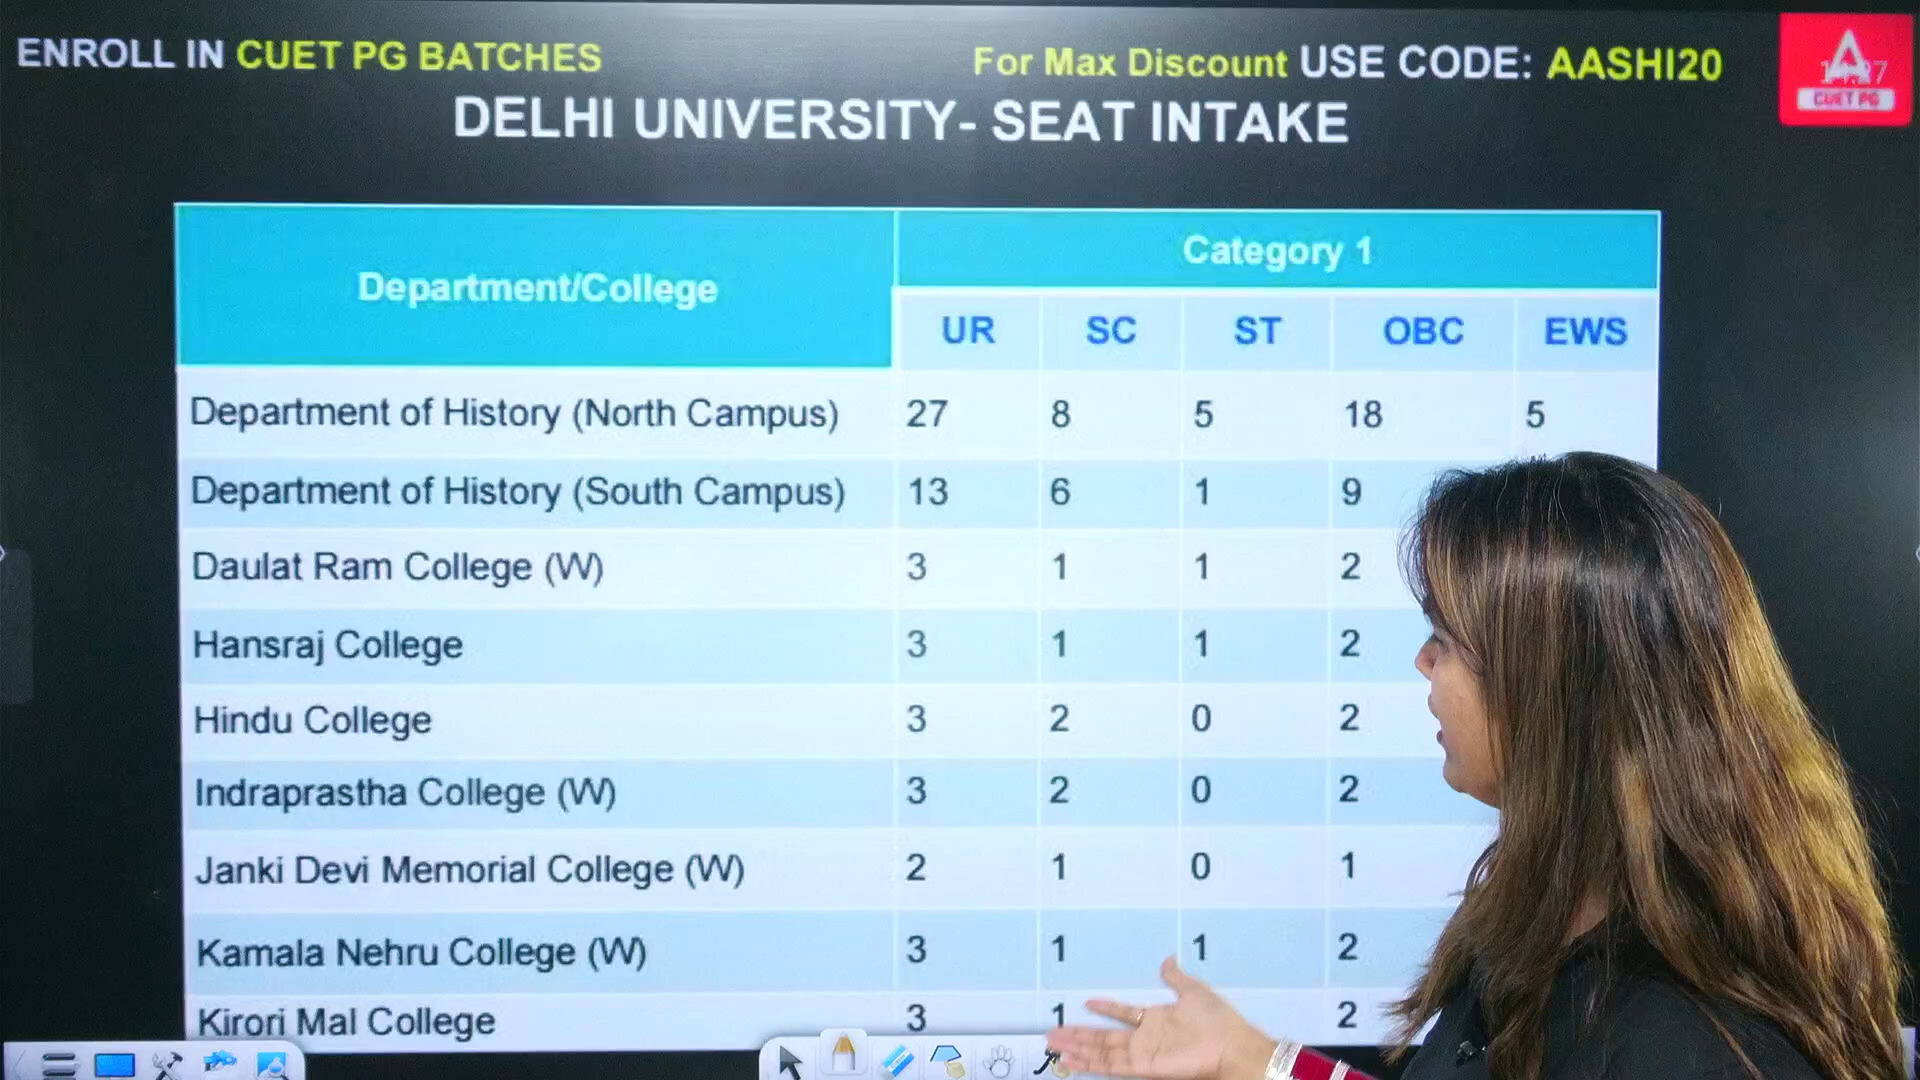 ENROLL IN CUET PG BATCHES
For Max Discount USE CODE: AASHI20
CUET PG
DELHI UNIVERSITY- SEAT INTAKE
Department/College Category 1
UR SC ST OBC EWS
Department of History (North Campus) 27 8 5 18 5
Department of History (South Campus) 13 6 1 9
Daulat Ram College (W) 3 1 1 2
Hansraj College 3 1 1 2
Hindu College 3 2 0 2
Indraprastha College (W) 3 2 0 2
Janki Devi Memorial College (W) 2 1 0 1
Kamala Nehru College (W) 3 1 1 2
Kirori Mal College 3 1 2